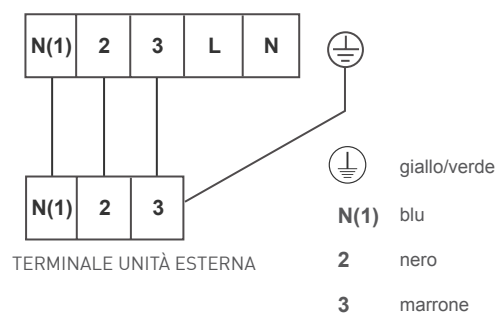 N(1) 2 3 L N
N(1) 2 3
TERMINALE UNITÀ ESTERNA
giallo/verde
N(1) blu
2 nero
3 marrone